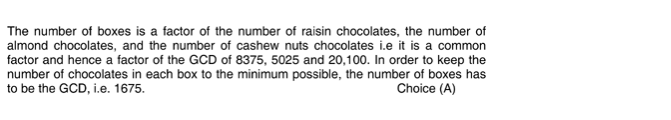 The number of boxes is a factor of the number of raisin chocolates, the number of
almond chocolates, and the number of cashew nuts chocolates i.e it is a common
factor and hence a factor of the GCD of 8375, 5025 and 20,100. In order to keep the
number of chocolates in each box to the minimum possible, the number of boxes has
to be the GCD, i.e. 1675. Choice (A)